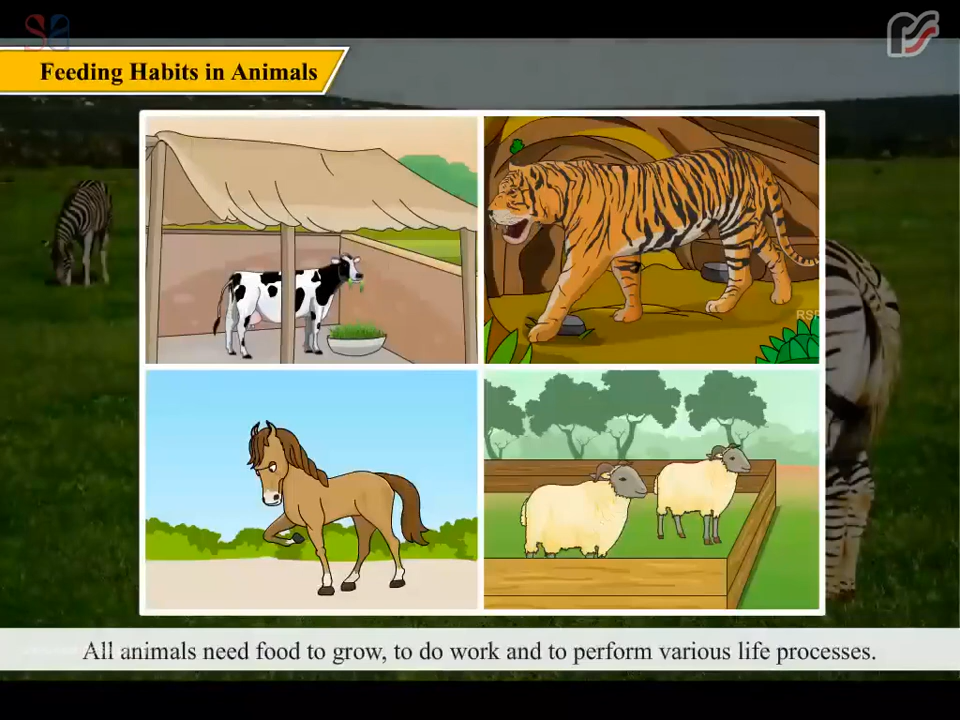 Feeding Habits in Animals
RSP
All animals need food to grow, to do work and to perform various life processes.